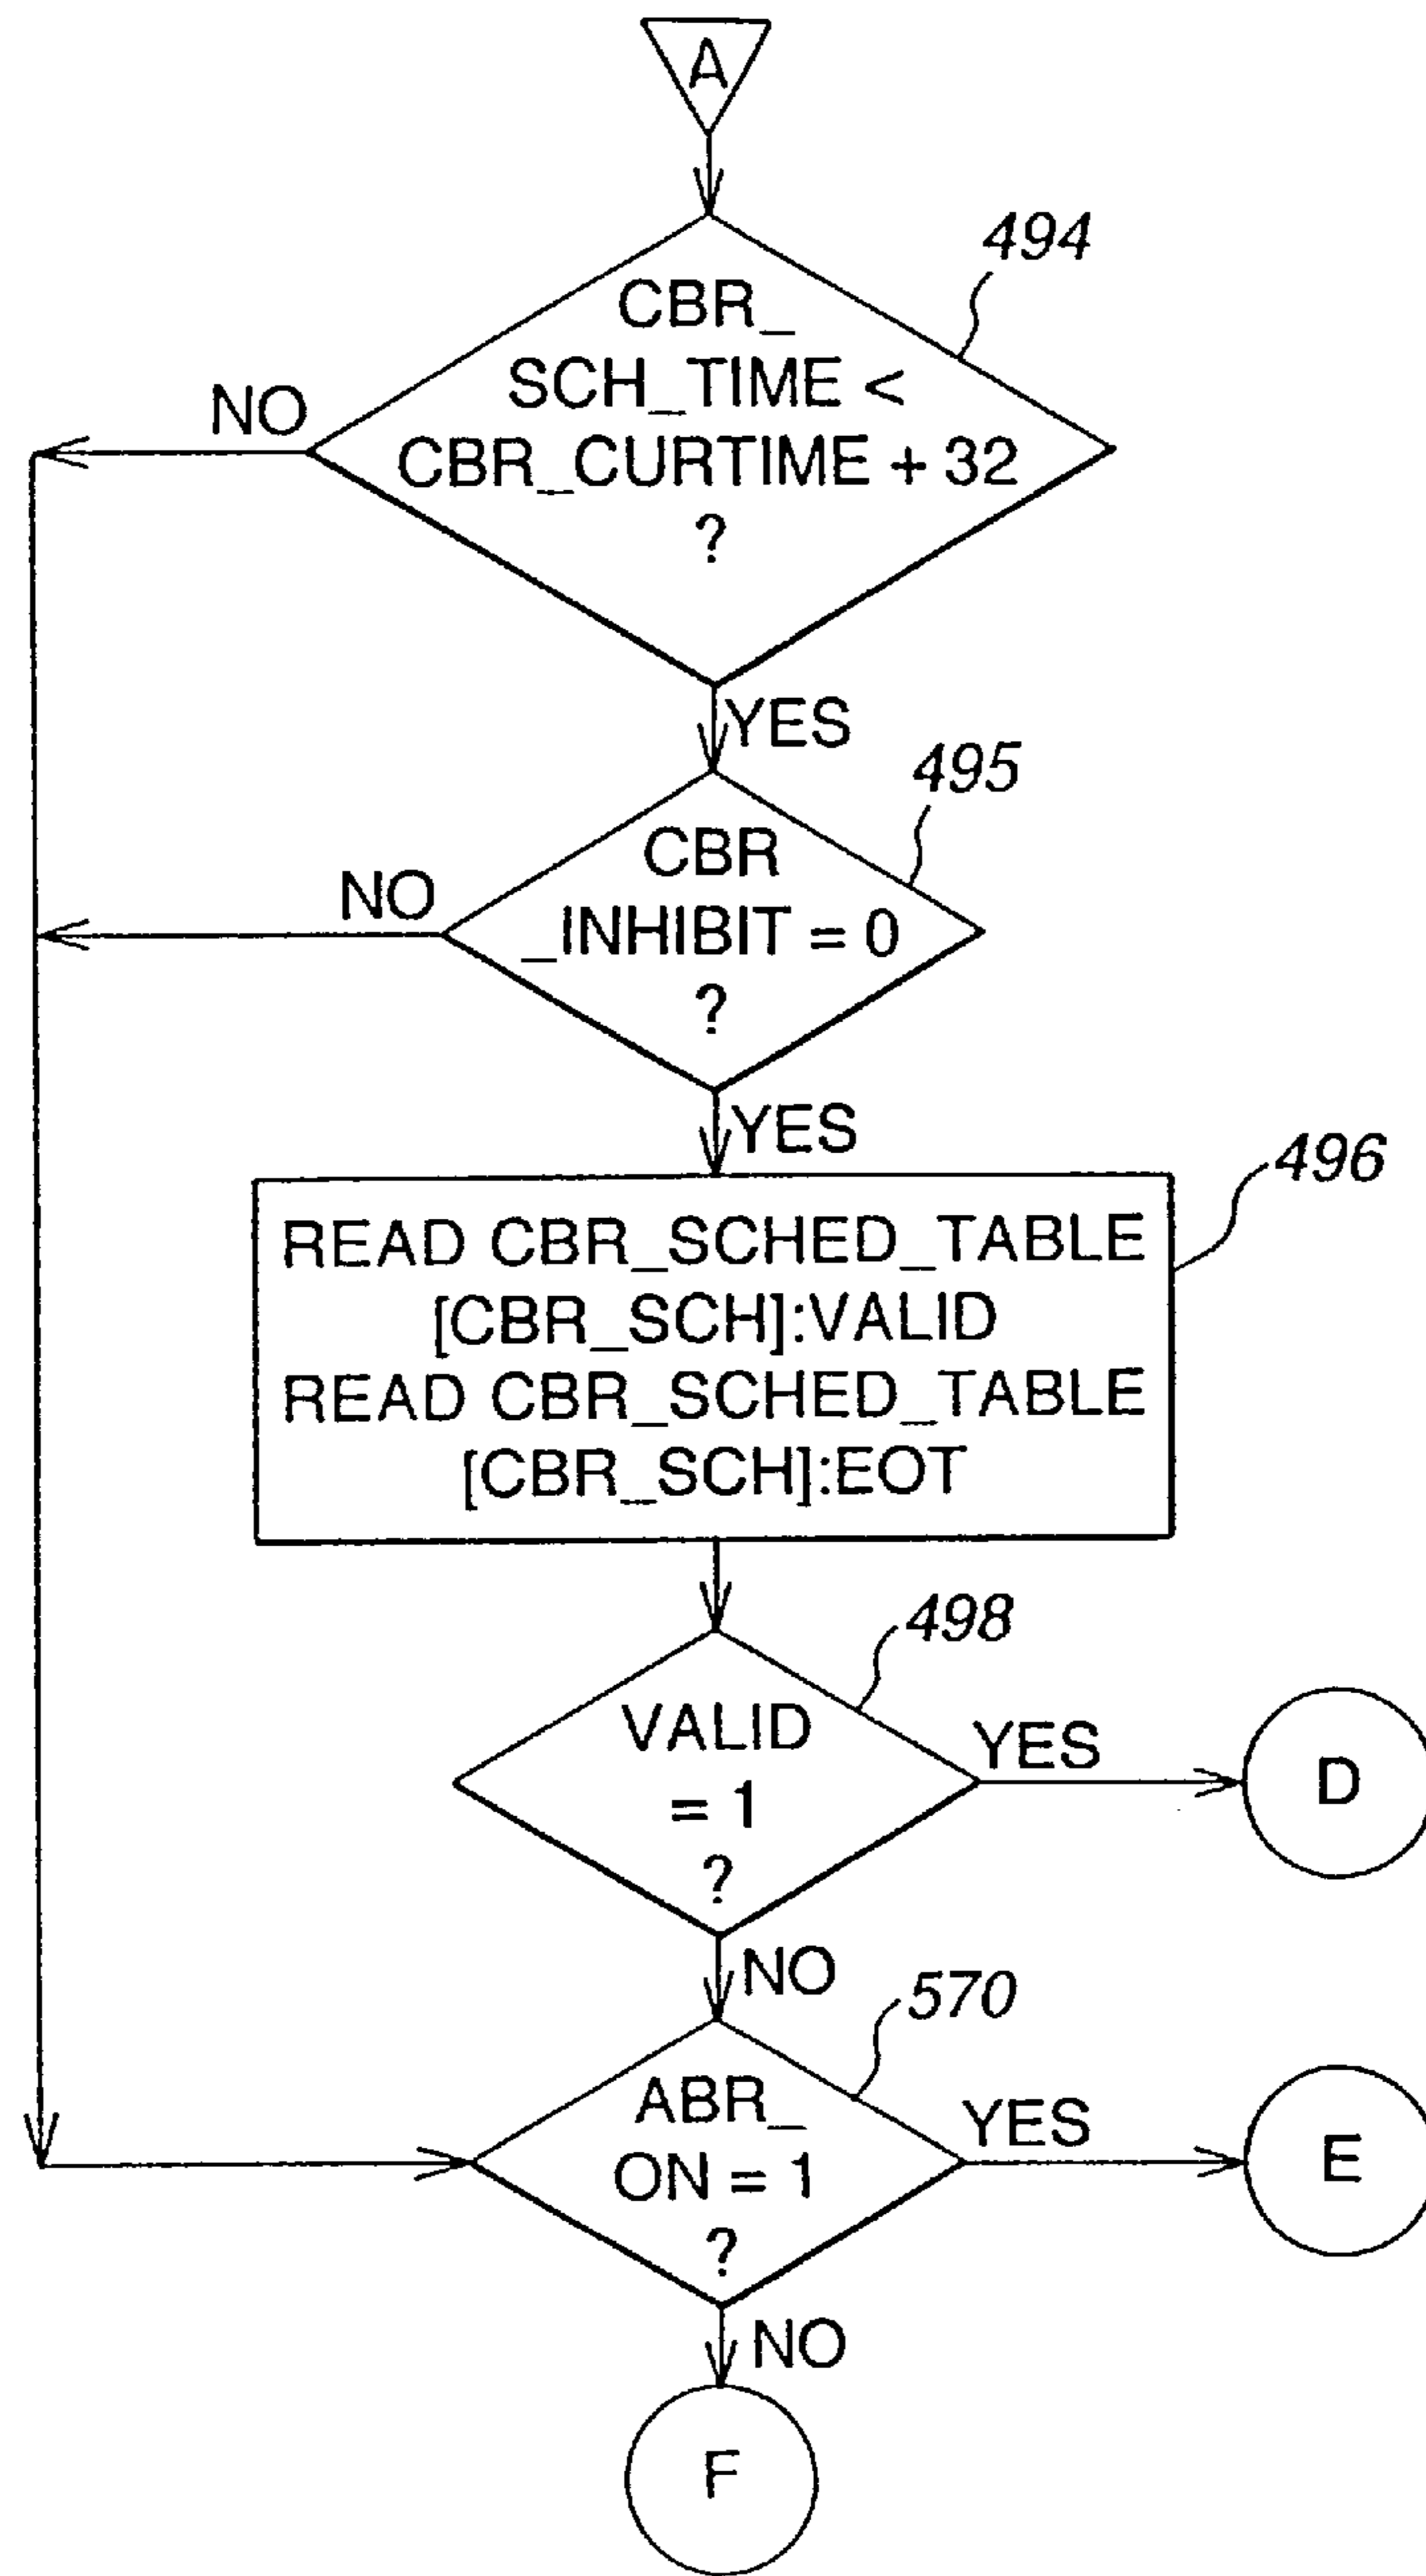 A
494
CBR_
SCH_TIME <
CBR_CURTIME + 32
?
NO
YES
495
CBR
_INHIBIT = 0
?
NO
YES
496
READ CBR_SCHED_TABLE
[CBR_SCH]:VALID
READ CBR_SCHED_TABLE
[CBR_SCH]:EOT
498
VALID
= 1
?
YES
D
NO
570
ABR_
ON = 1
?
YES
E
NO
F